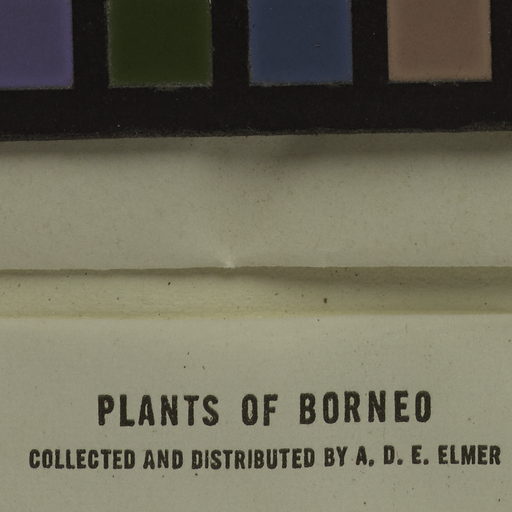 PLANTS OF BORNEO
COLLECTED AND DISTRIBUTED BY A. D. E. ELMER